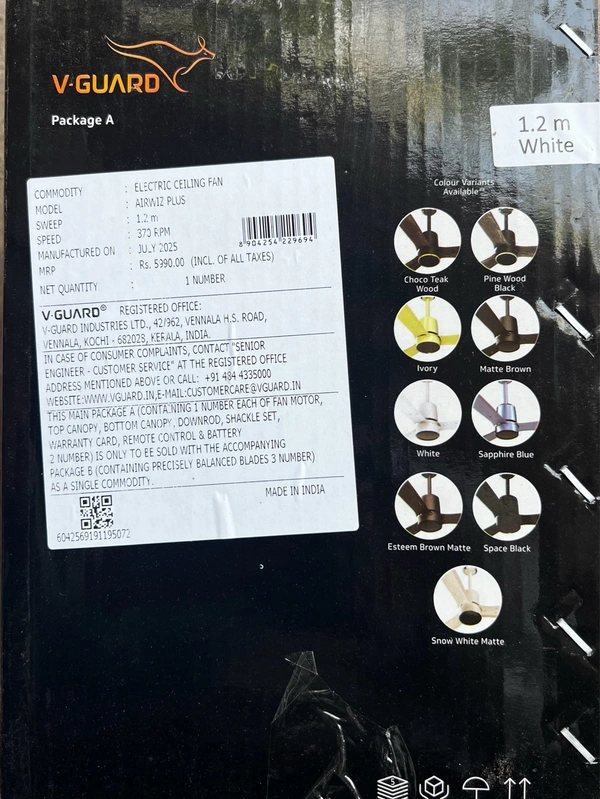 V-GUARD
Package A
1.2 m
White
COMMODITY : ELECTRIC CEILING FAN
MODEL : AIRWIZ PLUS
SWEEP : 1.2 m
SPEED : 370 RPM
MANUFACTURED ON : JULY 2025
MRP : Rs. 5990.00 (INCL. OF ALL TAXES)
NET QUANTITY : 1 NUMBER
8 904254 229694
V-GUARD® REGISTERED OFFICE:
V-GUARD INDUSTRIES LTD., 42/962, VENNALA H.S. ROAD,
VENNALA, KOCHI - 682028, KERALA, INDIA.
IN CASE OF CONSUMER COMPLAINTS, CONTACT "SENIOR
ENGINEER - CUSTOMER SERVICE" AT THE REGISTERED OFFICE
ADDRESS MENTIONED ABOVE OR CALL: +91 484 4335000
WEBSITE:WWW.VGUARD.IN,E-MAIL:CUSTOMERCARE@VGUARD.IN
THIS MAIN PACKAGE A (CONTAINING 1 NUMBER EACH OF FAN MOTOR,
TOP CANOPY, BOTTOM CANOPY, DOWNROD, SHACKLE SET,
WARRANTY CARD, REMOTE CONTROL & BATTERY
2 NUMBER) IS ONLY TO BE SOLD WITH THE ACCOMPANYING
PACKAGE B (CONTAINING PRECISELY BALANCED BLADES 3 NUMBER)
AS A SINGLE COMMODITY.
MADE IN INDIA
6042569191195072
Colour Variants
Available
Choco Teak
Wood
Pine Wood
Black
Ivory
Matte Brown
White
Sapphire Blue
Esteem Brown Matte
Space Black
Snow White Matte
5